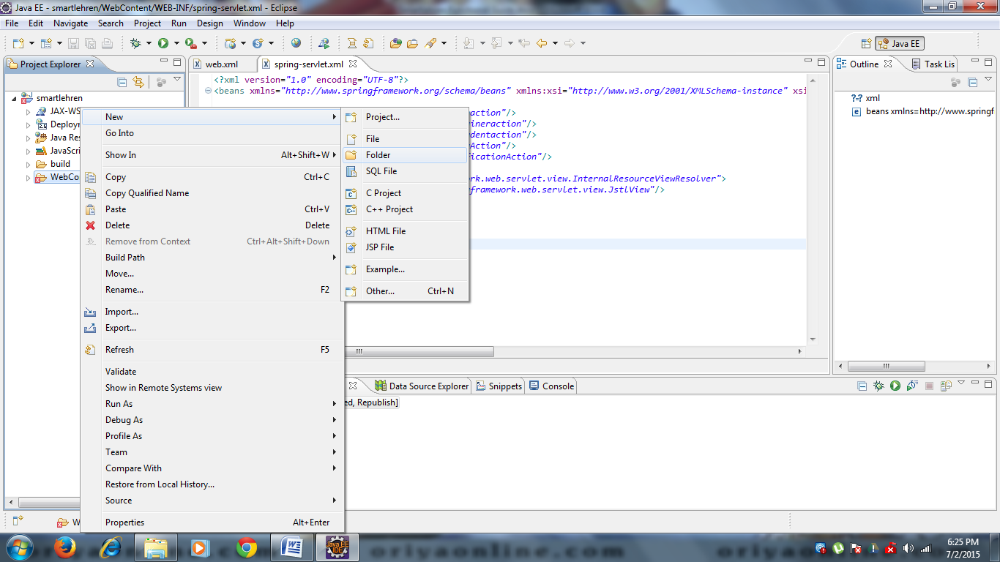 Java EE - smartlehren/WebContent/WEB-INF/spring-servlet.xml - Eclipse
File Edit Navigate Search Project Run Design Window Help
Java EE
Project Explorer
web.xml
spring-servlet.xml
Outline
Task Lis
<?xml version="1.0" encoding="UTF-8"?>
<beans xmlns="http://www.springframework.org/schema/beans" xmlns:xsi="http://www.w3.org/2001/XMLSchema-instance" xsi
action"/>
ineraction"/>
dentaction"/>
Action"/>
ificationAction"/>
rk.web.servlet.view.InternalResourceViewResolver">
gframework.web.servlet.view.JstlView"/>
xml
beans xmlns=http://www.springf
smartlehren
JAX-WS
Deploym
Java Res
JavaScri
build
WebCo
New
Go Into
Show In Alt+Shift+W
Copy Ctrl+C
Copy Qualified Name
Paste Ctrl+V
Delete Delete
Remove from Context Ctrl+Alt+Shift+Down
Build Path
Move...
Rename... F2
Import...
Export...
Refresh F5
Validate
Show in Remote Systems view
Run As
Debug As
Profile As
Team
Compare With
Restore from Local History...
Source
Properties Alt+Enter
Project...
File
Folder
SQL File
C Project
C++ Project
HTML File
JSP File
Example...
Other... Ctrl+N
Data Source Explorer
Snippets
Console
ed, Republish]
W
Java EE
IDE
6:25 PM
7/2/2015